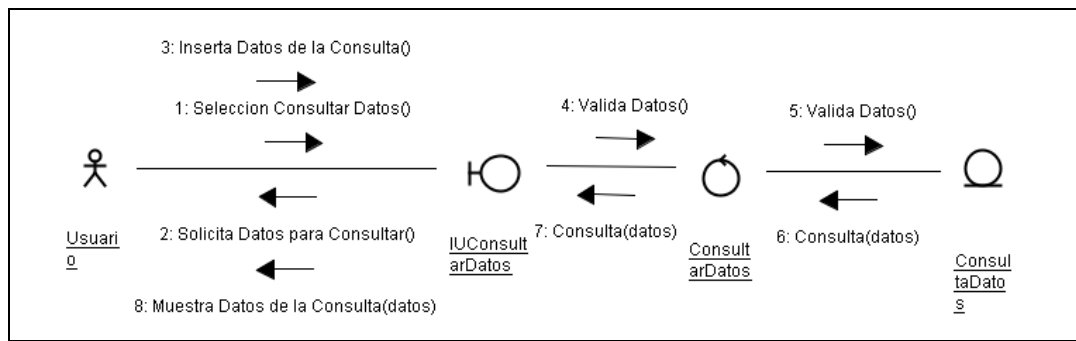 3: Inserta Datos de la Consulta()
1: Seleccion Consultar Datos()
4: Valida Datos()
5: Valida Datos()
Usuari
o
2: Solicita Datos para Consultar()
IUConsult
arDatos
7: Consulta(datos)
Consult
arDatos
6: Consulta(datos)
Consul
taDato
s
8: Muestra Datos de la Consulta(datos)